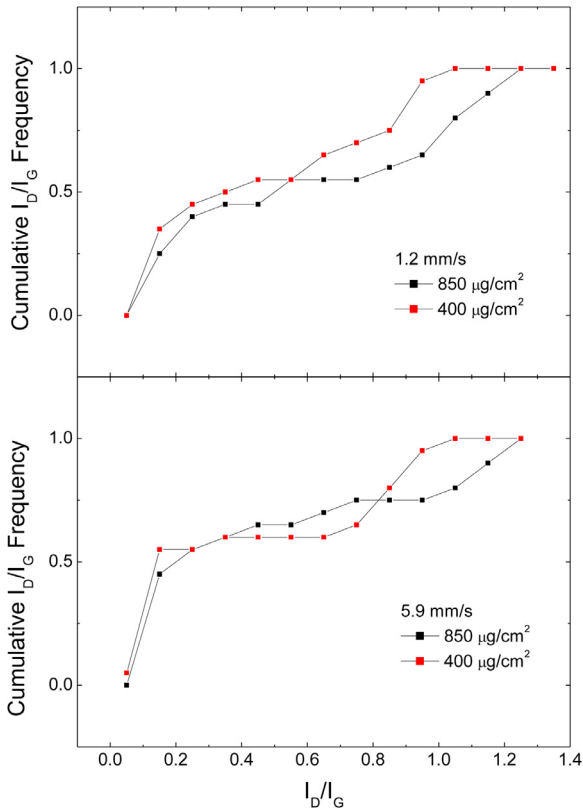 Cumulative I_D/I_G Frequency
1.0
0.5
0.0
1.2 mm/s
850 μg/cm²
400 μg/cm²
Cumulative I_D/I_G Frequency
1.0
0.5
0.0
5.9 mm/s
850 μg/cm²
400 μg/cm²
0.0 0.2 0.4 0.6 0.8 1.0 1.2 1.4
I_D/I_G